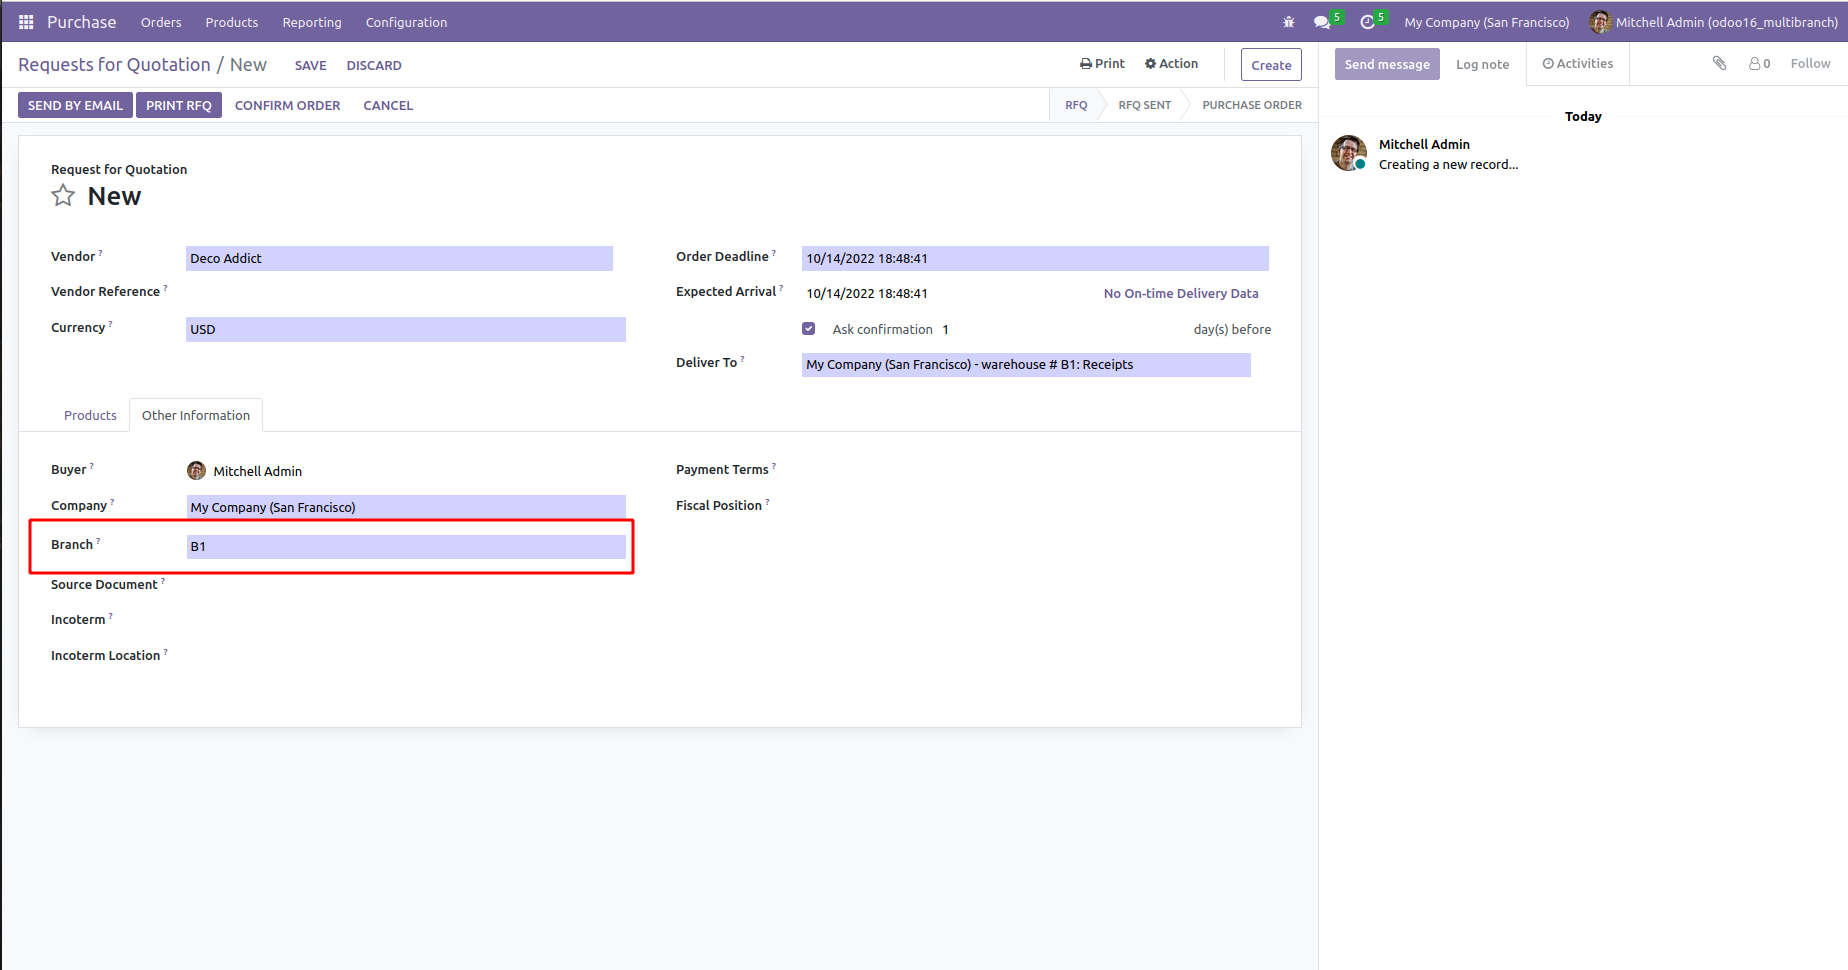 Purchase Orders Products Reporting Configuration 5 5 My Company (San Francisco) Mitchell Admin (odoo16_multibranch)
Requests for Quotation / New SAVE DISCARD Print Action Create
SEND BY EMAIL PRINT RFQ CONFIRM ORDER CANCEL RFQ RFQ SENT PURCHASE ORDER
Request for Quotation
New
Vendor ? Deco Addict Order Deadline ? 10/14/2022 18:48:41
Vendor Reference ? Expected Arrival ? 10/14/2022 18:48:41 No On-time Delivery Data
Currency ? USD Ask confirmation 1 day(s) before
Deliver To ? My Company (San Francisco) - warehouse # B1: Receipts
Products Other Information
Buyer ? Mitchell Admin Payment Terms ?
Company ? My Company (San Francisco) Fiscal Position ?
Branch ? B1
Source Document ?
Incoterm ?
Incoterm Location ?
Send message Log note Activities 0 Follow
Today
Mitchell Admin
Creating a new record...